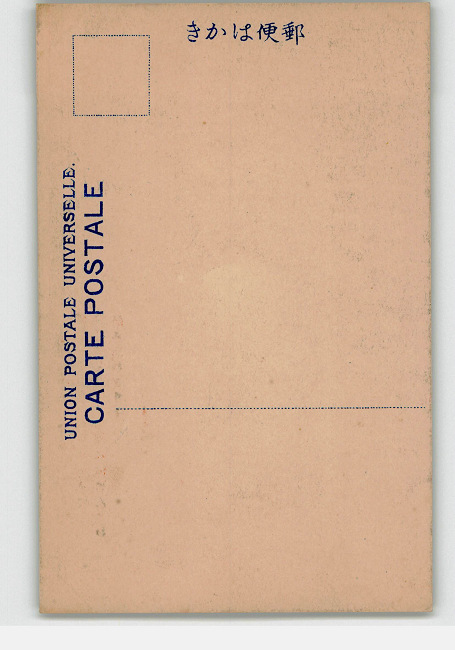 きかは便郵
UNION POSTALE UNIVERSELLE.
CARTE POSTALE